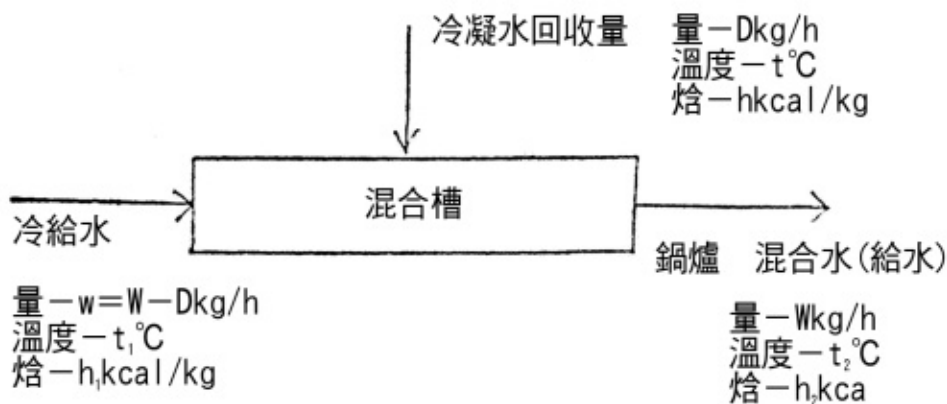 冷凝水回收量
量－Dkg/h
溫度－t℃
焓－hkcal/kg
混合槽
冷給水
量－w＝W－Dkg/h
溫度－t₁℃
焓－h₁kcal/kg
鍋爐 混合水(給水)
量－Wkg/h
溫度－t₂℃
焓－h₂kca